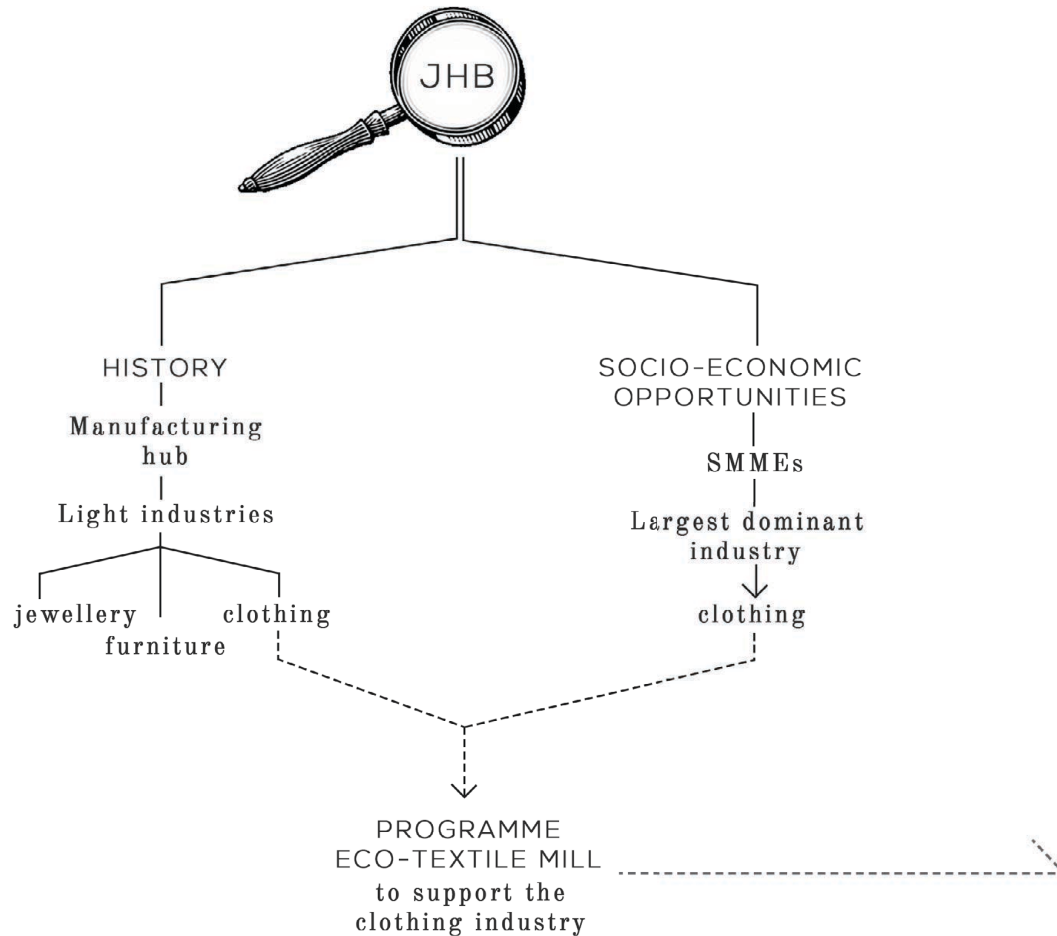 JHB
HISTORY
Manufacturing
hub
Light industries
jewellery
furniture
clothing
SOCIO-ECONOMIC
OPPORTUNITIES
SMMEs
Largest dominant
industry
clothing
PROGRAMME
ECO-TEXTILE MILL
to support the
clothing industry